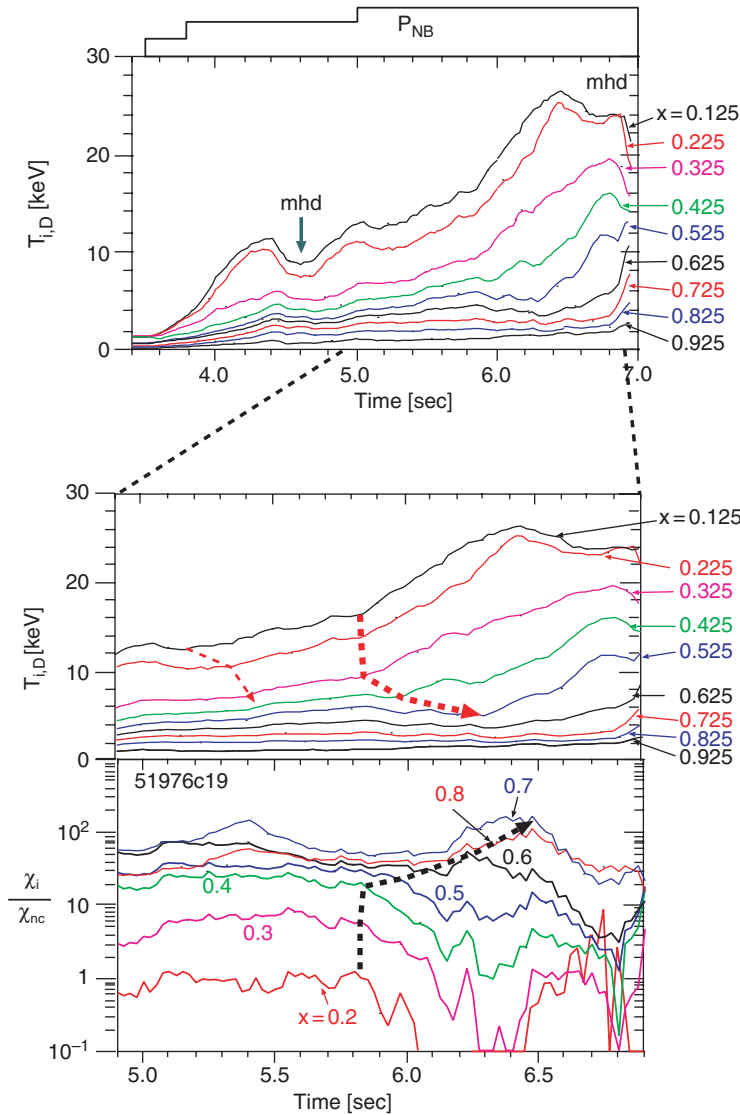 P_NB
30
20
10
0
T_i,D [keV]
mhd
mhd
x=0.125
0.225
0.325
0.425
0.525
0.625
0.725
0.825
0.925
4.0 5.0 6.0 7.0
Time [sec]
30
20
10
0
T_i,D [keV]
x=0.125
0.225
0.325
0.425
0.525
0.625
0.725
0.825
0.925
51976c19
10^2
10
1
10^-1
χ_i
χ_nc
0.8
0.7
0.6
0.5
0.4
0.3
x=0.2
5.0 5.5 6.0 6.5
Time [sec]